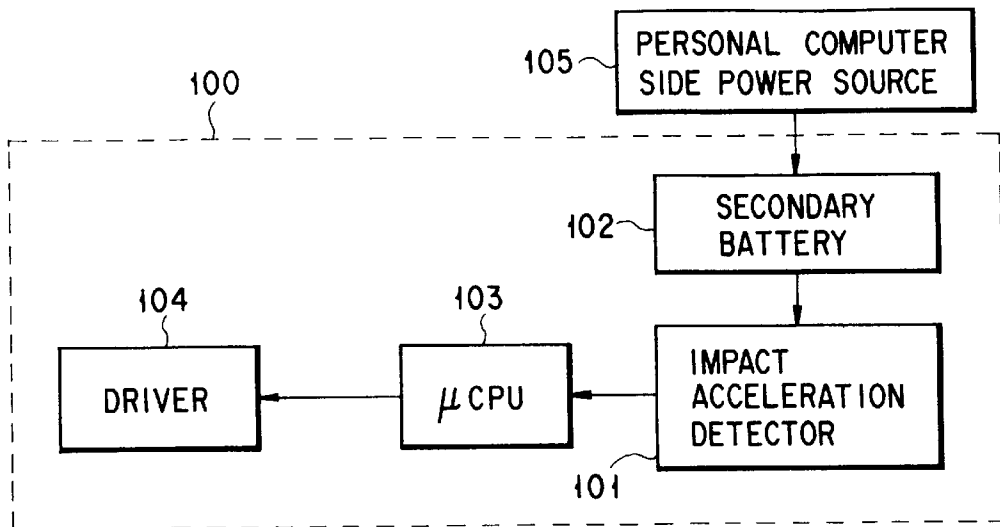 PERSONAL COMPUTER
SIDE POWER SOURCE
105
100
SECONDARY
BATTERY
102
104
103
DRIVER
μCPU
IMPACT
ACCELERATION
DETECTOR
101